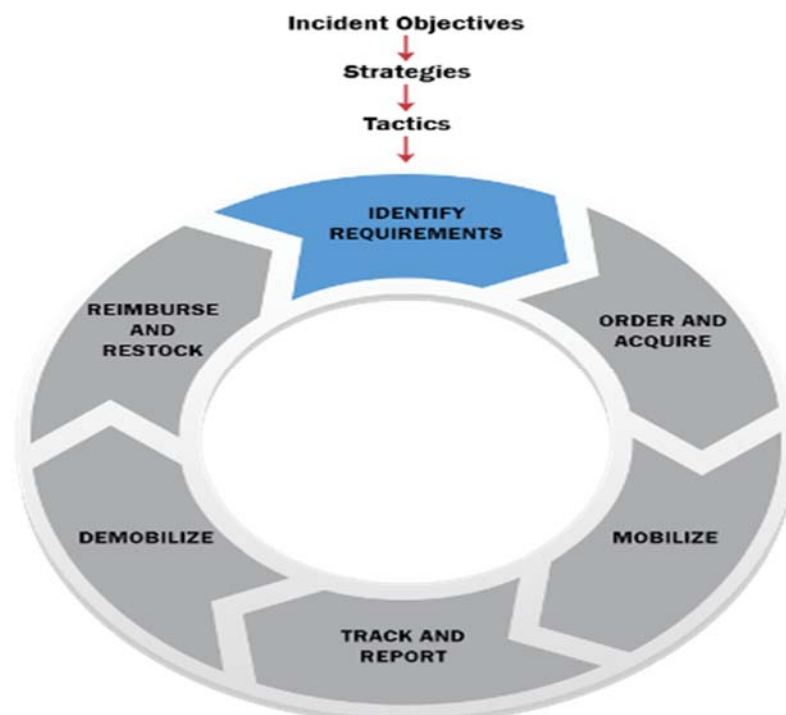 Incident Objectives
Strategies
Tactics
IDENTIFY
REQUIREMENTS
ORDER AND
ACQUIRE
MOBILIZE
TRACK AND
REPORT
DEMOBILIZE
REIMBURSE
AND
RESTOCK